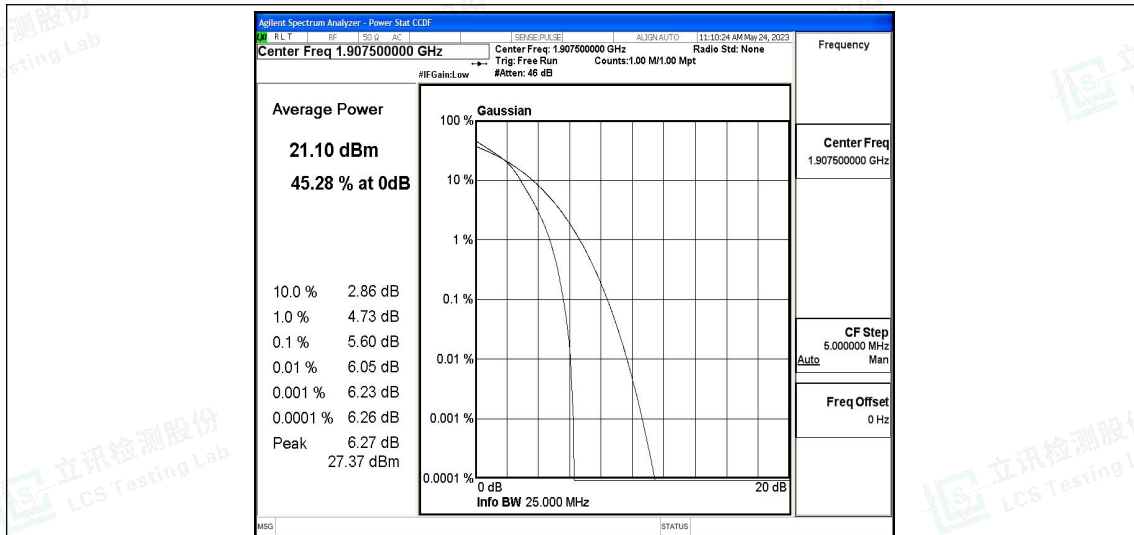 Agilent Spectrum Analyzer - Power Stat CCDF
LXI RLT RF 50 Ω AC SENSE:PULSE ALIGNAUTO 11:10:24 AM May 24, 2023
Center Freq 1.907500000 GHz
Center Freq: 1.907500000 GHz Radio Std: None
Trig: Free Run Counts:1.00 M/1.00 Mpt
#IFGain:Low #Atten: 46 dB
Frequency
Average Power
21.10 dBm
45.28 % at 0dB
10.0 % 2.86 dB
1.0 % 4.73 dB
0.1 % 5.60 dB
0.01 % 6.05 dB
0.001 % 6.23 dB
0.0001 % 6.26 dB
Peak 6.27 dB
27.37 dBm
Gaussian
100 %
10 %
1 %
0.1 %
0.01 %
0.001 %
0.0001 %
0 dB 20 dB
Info BW 25.000 MHz
Center Freq
1.907500000 GHz
CF Step
5.000000 MHz
Auto Man
Freq Offset
0 Hz
MSG STATUS
立讯检测股份
LCS Testing Lab
立讯检测股份
LCS Testing